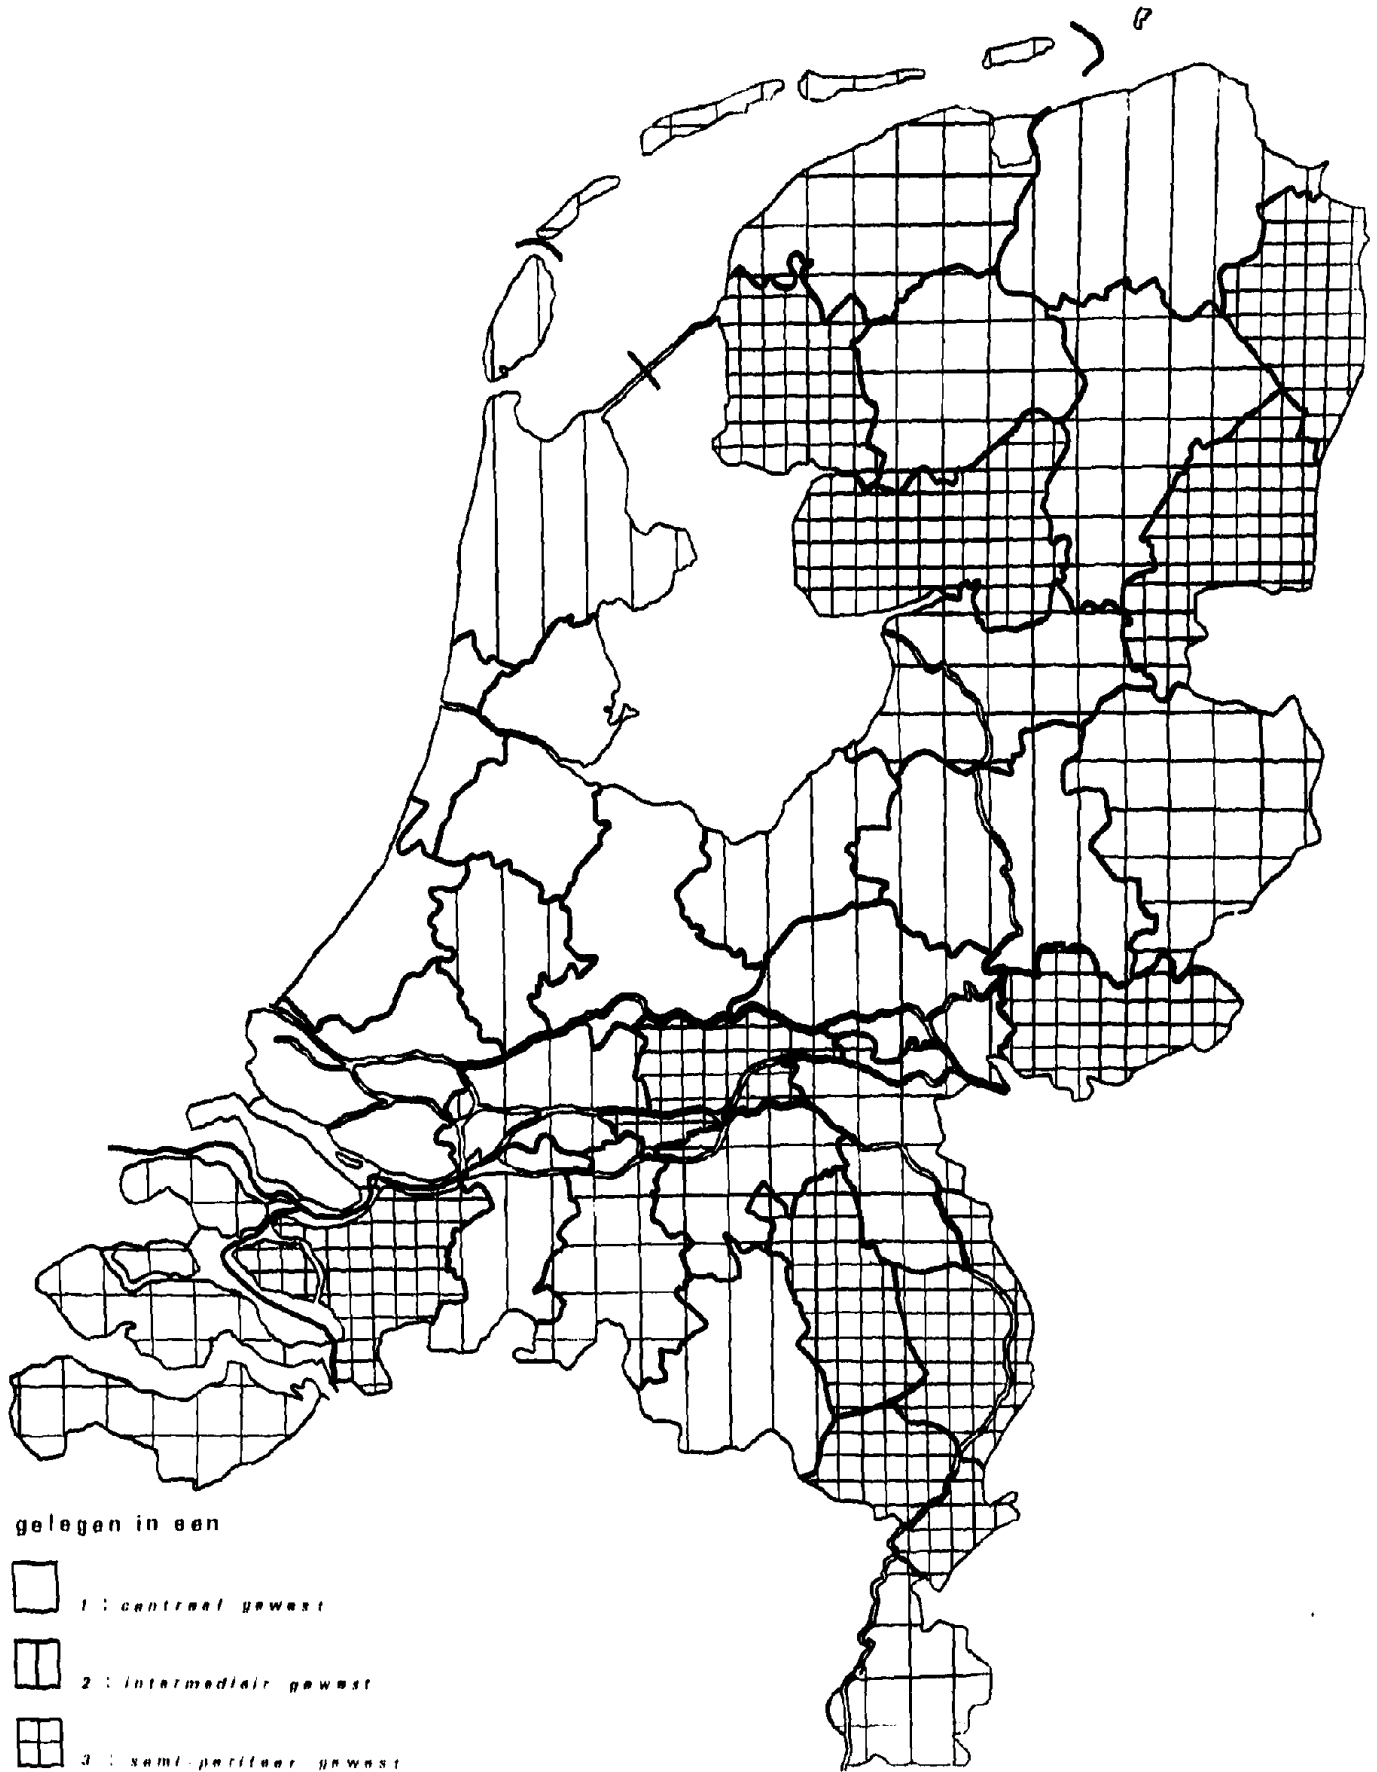 gelegen in een
1 : centraal gewest
2 : intermediair gewest
3 : semi-perifeer gewest